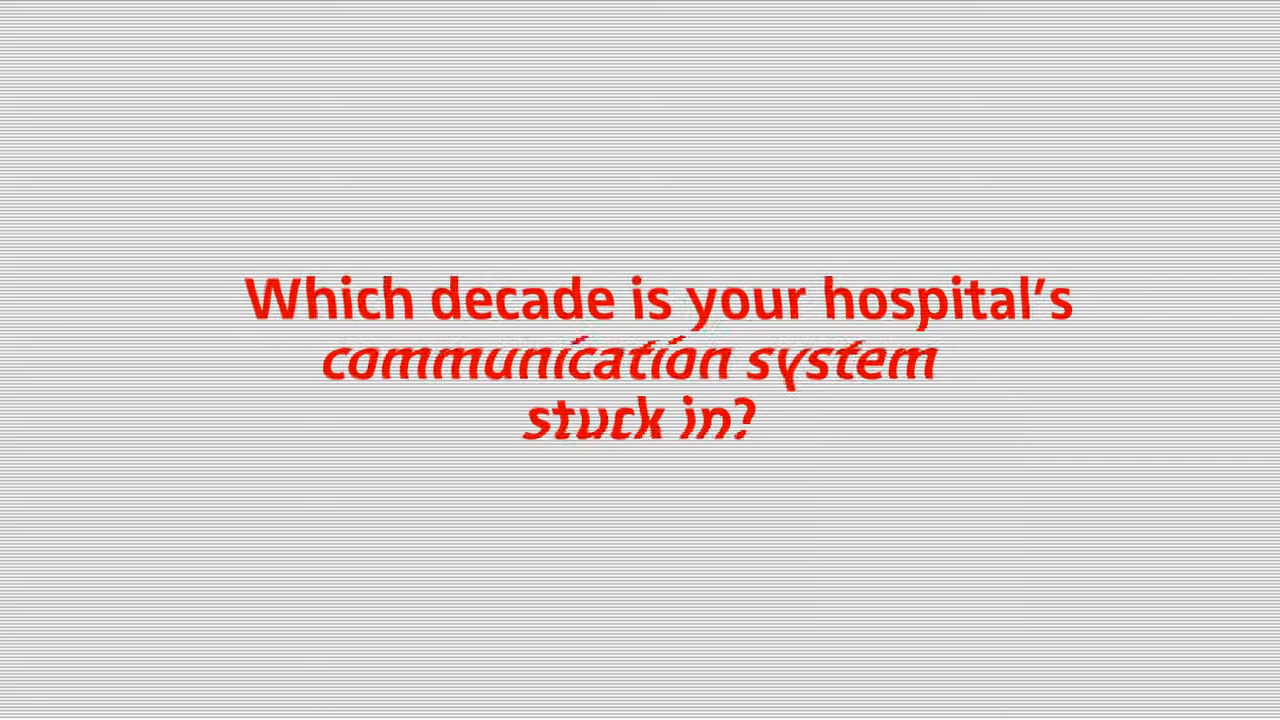 Which decade is your hospital’s
communication system
stuck in?